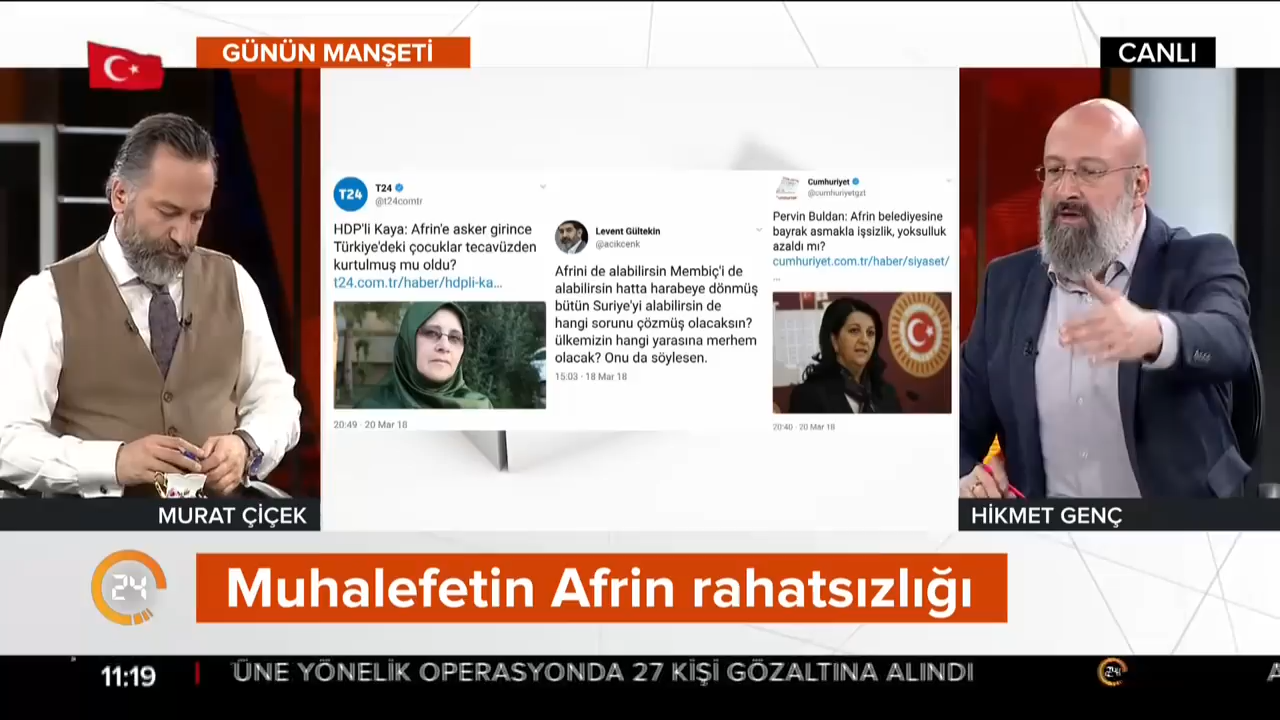 GÜNÜN MANŞETİ
CANLI
T24
T24
@t24comtr
HDP'li Kaya: Afrin'e asker girince
Türkiye'deki çocuklar tecavüzden
kurtulmuş mu oldu?
t24.com.tr/haber/hdpli-ka...
20:49 · 20 Mar 18
Levent Gültekin
@acikcenk
Afrini de alabilirsin Membiç'i de
alabilirsin hatta harabeye dönmüş
bütün Suriye'yi alabilirsin de
hangi sorunu çözmüş olacaksın?
ülkemizin hangi yarasına merhem
olacak? Onu da söylesen.
15:03 · 18 Mar 18
Cumhuriyet
@cumhuriyetgzt
Pervin Buldan: Afrin belediyesine
bayrak asmakla işsizlik, yoksulluk
azaldı mı?
cumhuriyet.com.tr/haber/siyaset/
...
20:40 · 20 Mar 18
MURAT ÇİÇEK
HİKMET GENÇ
24
Muhalefetin Afrin rahatsızlığı
11:19
ÜNE YÖNELİK OPERASYONDA 27 KİŞİ GÖZALTINA ALINDI
24
A